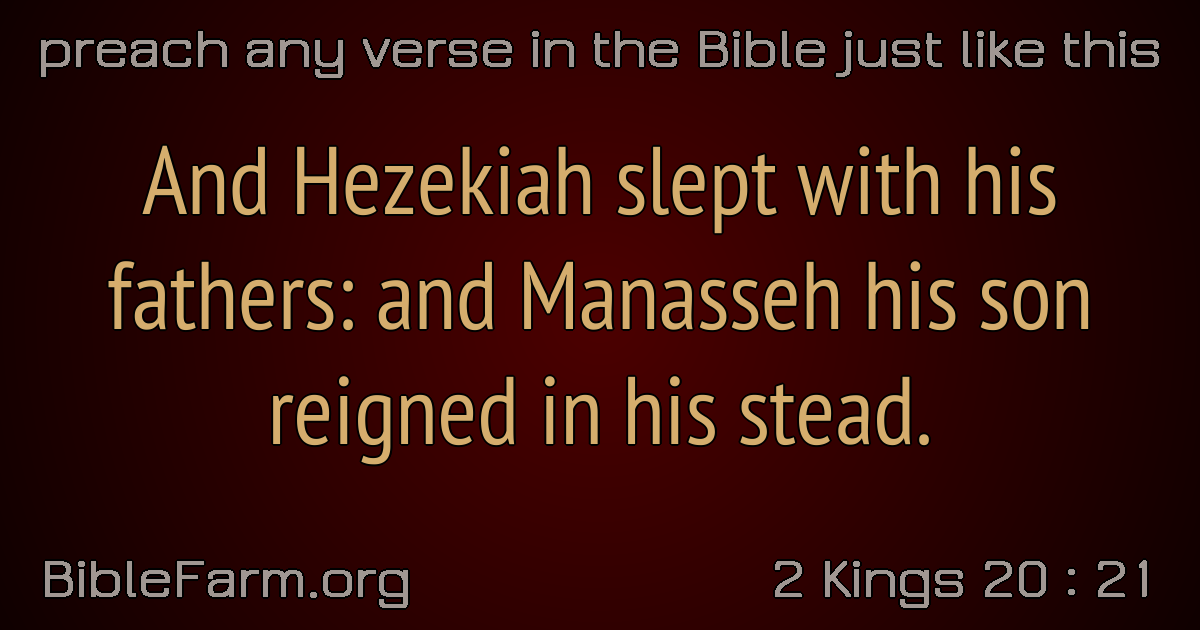 preach any verse in the Bible just like this
And Hezekiah slept with his
fathers: and Manasseh his son
reigned in his stead.
BibleFarm.org
2 Kings 20 : 21